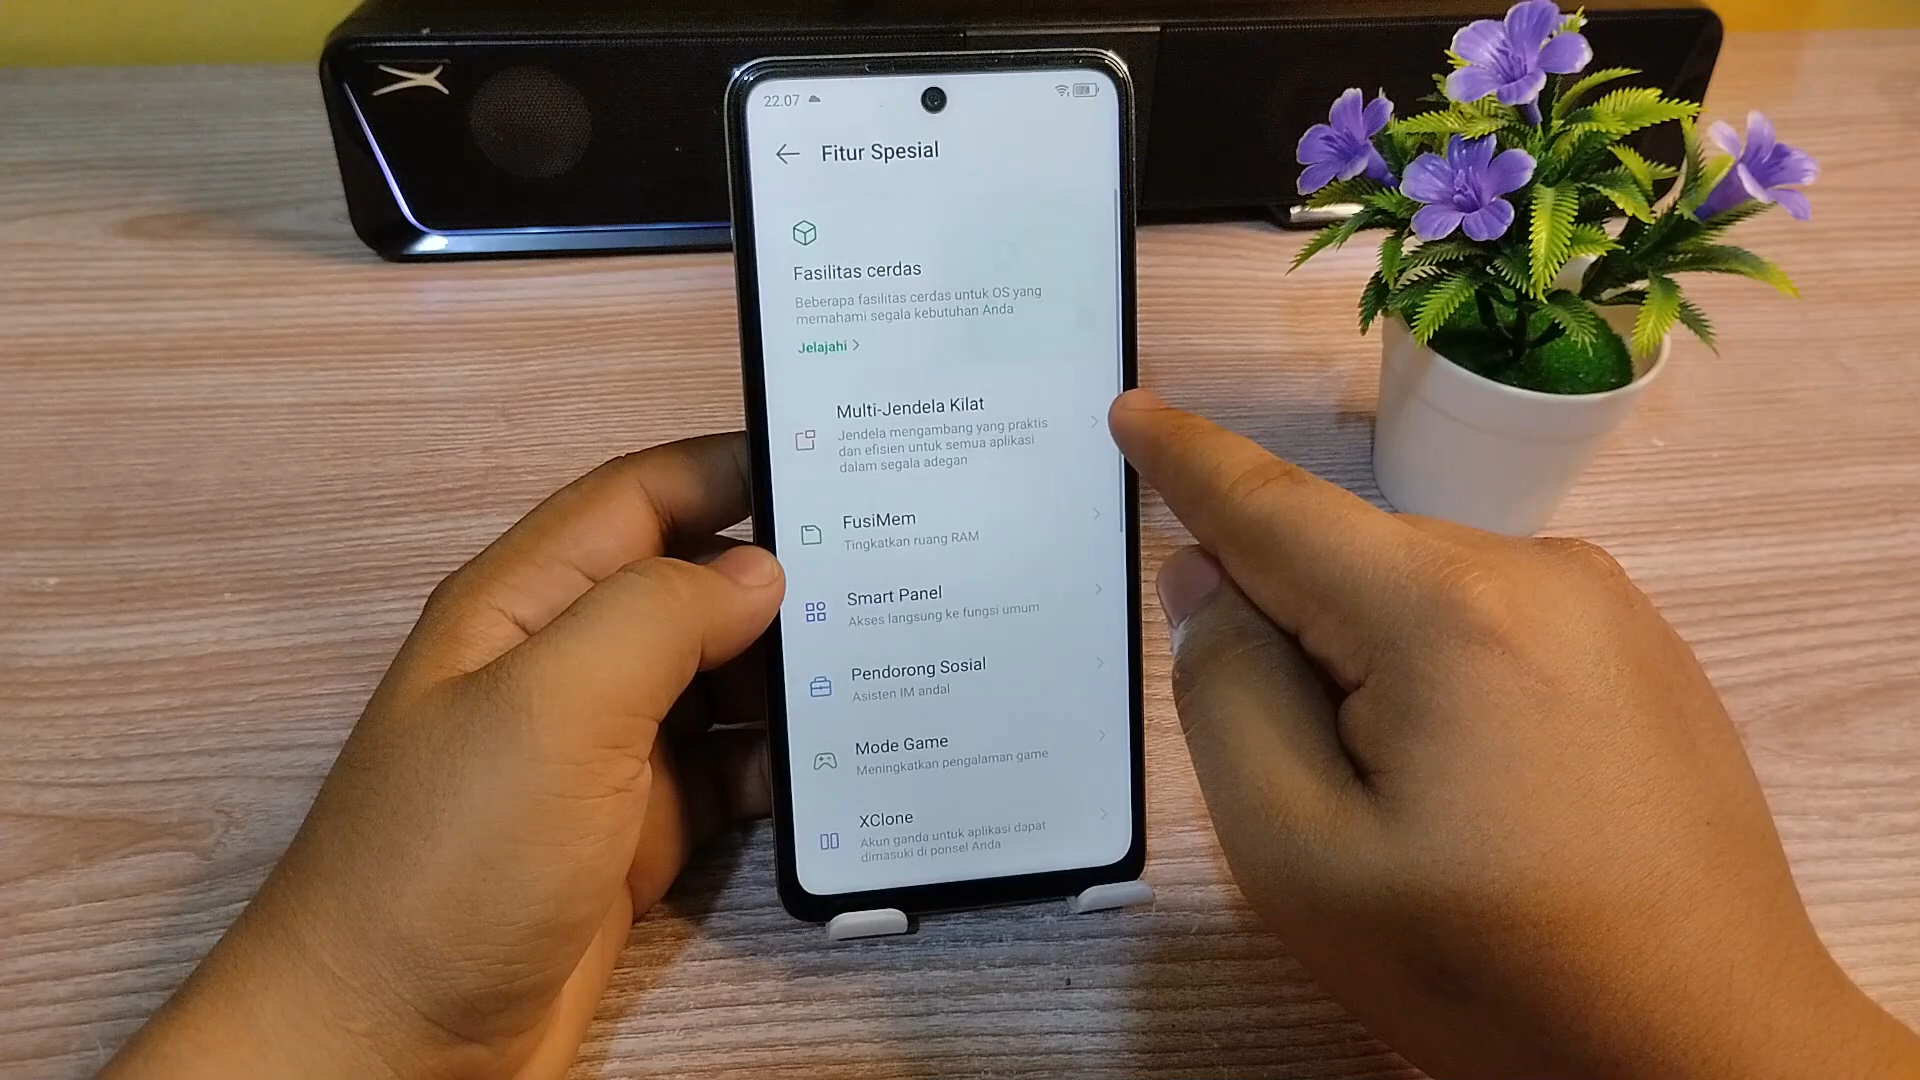 22.07
Fitur Spesial
Fasilitas cerdas
Beberapa fasilitas cerdas untuk OS yang
memahami segala kebutuhan Anda
Jelajahi >
Multi-Jendela Kilat
Jendela mengambang yang praktis
dan efisien untuk semua aplikasi
dalam segala adegan
FusiMem
Tingkatkan ruang RAM
Smart Panel
Akses langsung ke fungsi umum
Pendorong Sosial
Asisten IM andal
Mode Game
Meningkatkan pengalaman game
XClone
Akun ganda untuk aplikasi dapat
dimasuki di ponsel Anda